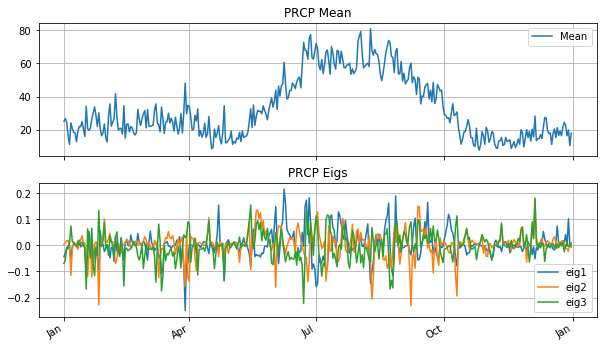 PRCP Mean
Mean
80
60
40
20
PRCP Eigs
0.2
0.1
0.0
−0.1
−0.2
eig1
eig2
eig3
Jan
Apr
Jul
Oct
Jan